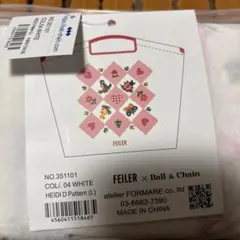 FEILER
NO.351101
COL/. 04 WHITE
HEIDI D Pattern (L)
4560411518465
FEILER × Ball & Chain
atelier FORMARE co. ltd
03-6662-7390
MADE IN CHINA